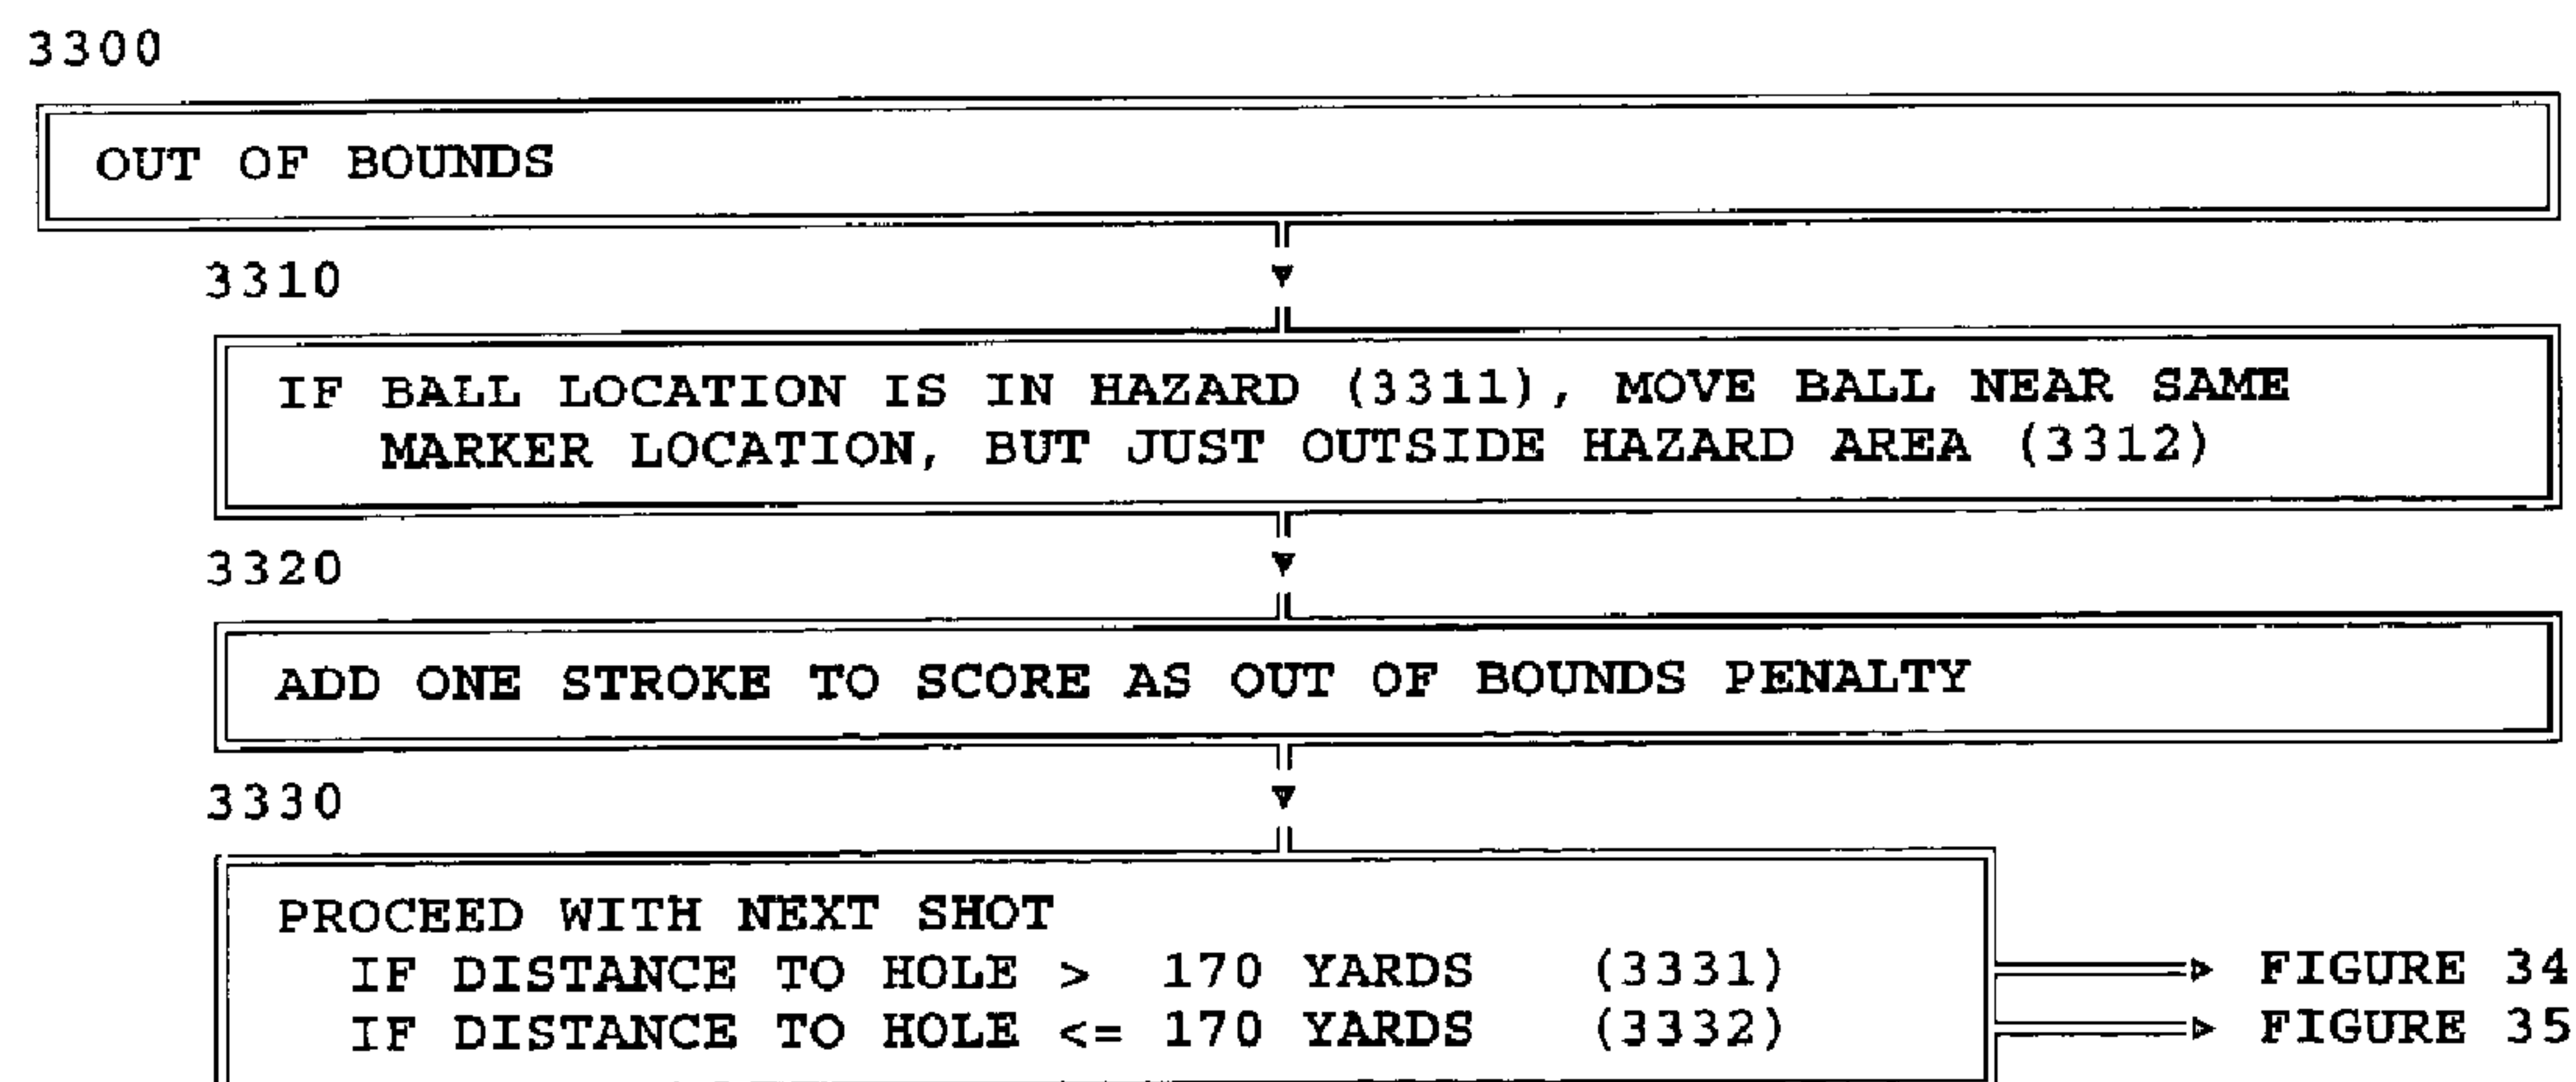 3300
OUT OF BOUNDS
3310
IF BALL LOCATION IS IN HAZARD (3311), MOVE BALL NEAR SAME
MARKER LOCATION, BUT JUST OUTSIDE HAZARD AREA (3312)
3320
ADD ONE STROKE TO SCORE AS OUT OF BOUNDS PENALTY
3330
PROCEED WITH NEXT SHOT
IF DISTANCE TO HOLE > 170 YARDS (3331) FIGURE 34
IF DISTANCE TO HOLE <= 170 YARDS (3332) FIGURE 35